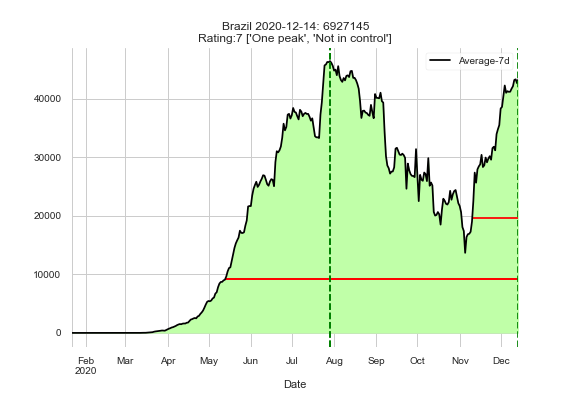 Brazil 2020-12-14: 6927145
Rating:7 ['One peak', 'Not in control']
Average-7d
40000
30000
20000
10000
0
Feb Mar Apr May Jun Jul Aug Sep Oct Nov Dec
2020
Date